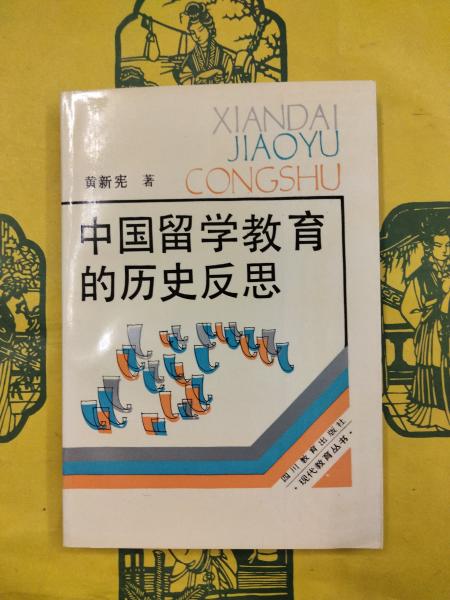 XIANDAI
JIAOYU
CONGSHU
黄新宪 著
中国留学教育
的历史反思
四川教育出版社
·现代教育丛书·